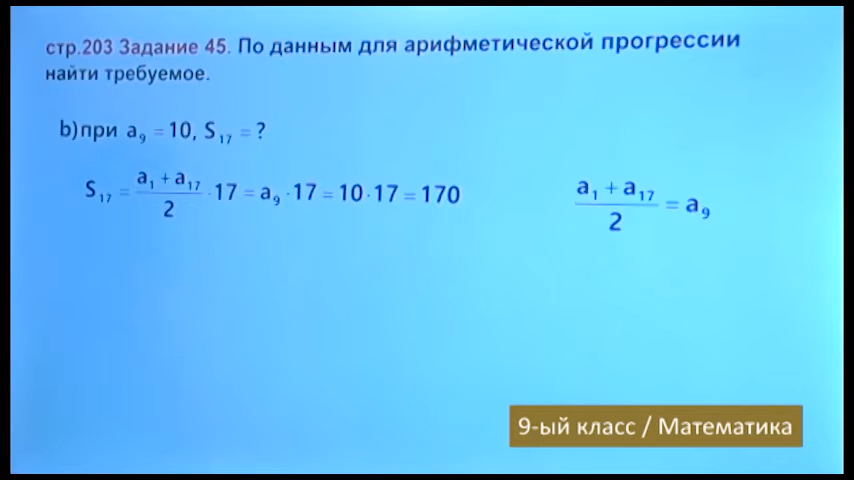 стр.203 Задание 45. По данным для арифметической прогрессии
найти требуемое.
b)при a₉ = 10, S₁₇ = ?
S₁₇ = (a₁ + a₁₇)/2 · 17 = a₉ · 17 = 10 · 17 = 170
(a₁ + a₁₇)/2 = a₉
9-ый класс / Математика